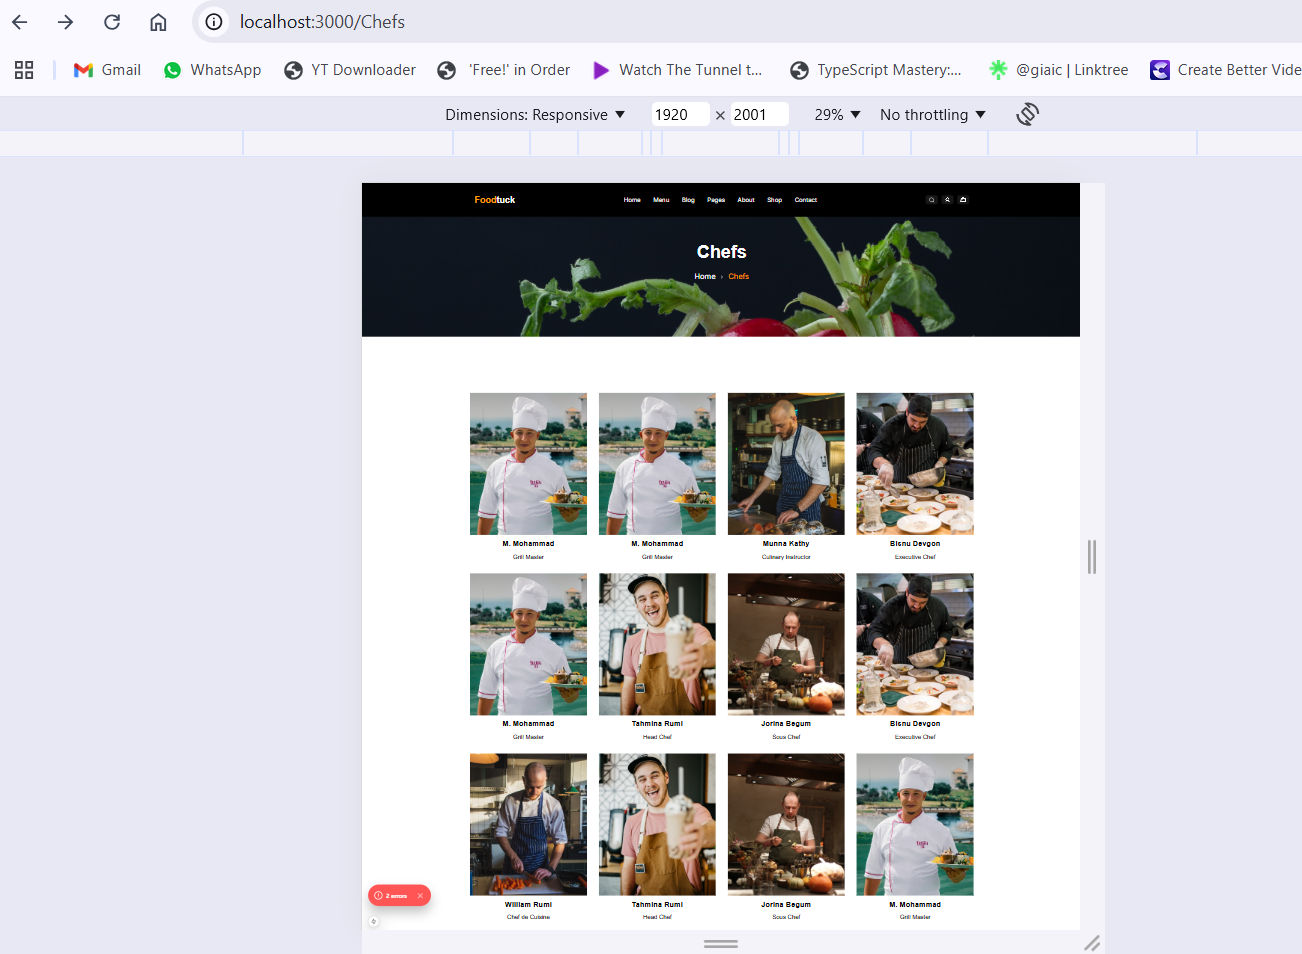 localhost:3000/Chefs
Gmail WhatsApp YT Downloader 'Free!' in Order Watch The Tunnel t... TypeScript Mastery:... @giaic | Linktree Create Better Vide
Dimensions: Responsive 1920 × 2001 29% No throttling
Foodtuck Home Menu Blog Pages About Shop Contact
Chefs
Home › Chefs
M. Mohammad M. Mohammad Munna Kathy Bisnu Devgon
Grill Master Grill Master Culinary Instructor Executive Chef
M. Mohammad Tahmina Rumi Jorina Begum Bisnu Devgon
Grill Master Head Chef Sous Chef Executive Chef
2 errors
William Rumi Tahmina Rumi Jorina Begum M. Mohammad
Chef de Cuisine Head Chef Sous Chef Grill Master